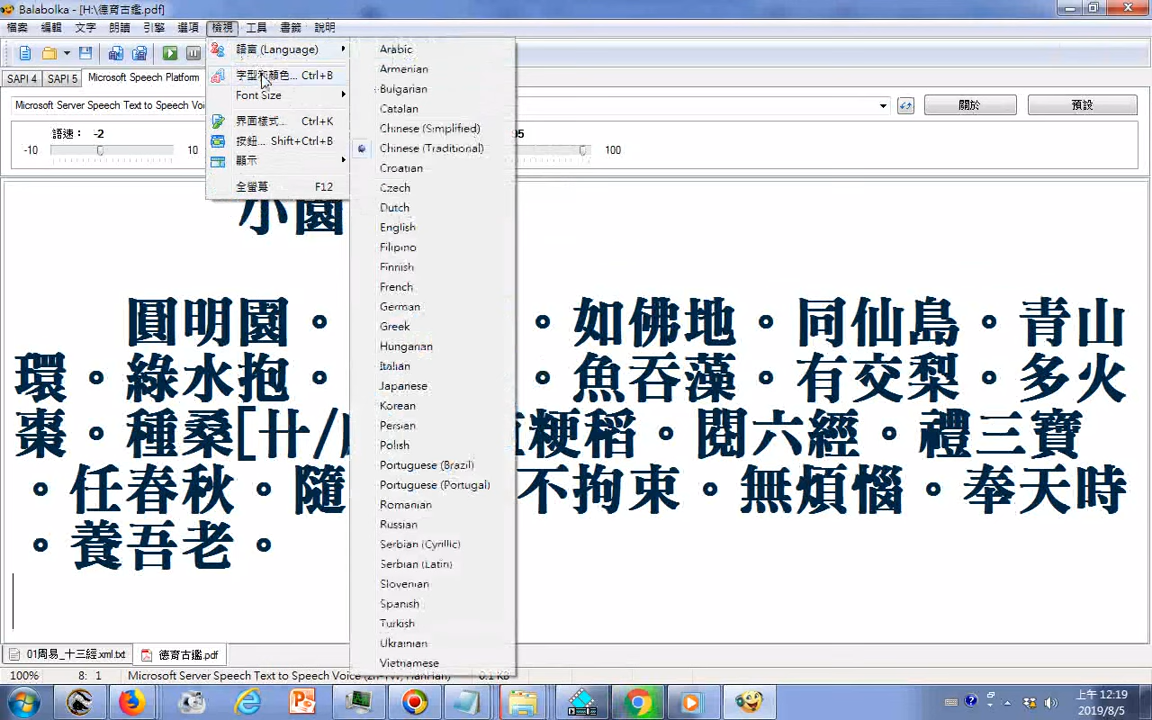 Balabolka - [H:\德育古鑑.pdf]
檔案 編輯 文字 朗讀 引擎 選項 檢視 工具 書籤 說明
語言 (Language)
字型和顏色... Ctrl+B
Font Size
界面樣式... Ctrl+K
按鈕... Shift+Ctrl+B
顯示
全螢幕 F12
Arabic
Armenian
Bulgarian
Catalan
Chinese (Simplified)
Chinese (Traditional)
Croatian
Czech
Dutch
English
Filipino
Finnish
French
German
Greek
Hungarian
Italian
Japanese
Korean
Persian
Polish
Portuguese (Brazil)
Portuguese (Portugal)
Romanian
Russian
Serbian (Cyrillic)
Serbian (Latin)
Slovenian
Spanish
Turkish
Ukrainian
Vietnamese
SAPI 4 SAPI 5 Microsoft Speech Platform
Microsoft Server Speech Text to Speech Voi
關於 預設
語速： -2
95
-10 10 100
小園
圓明園。 。如佛地。同仙島。青山
環。綠水抱。 。魚吞藻。有交梨。多火
棗。種桑[廿/ 粳稻。閱六經。禮三寶
。任春秋。隨 不拘束。無煩惱。奉天時
。養吾老。
01周易_十三經.xml.txt 德育古鑑.pdf
100% 8: 1 Microsoft Server Speech Text to Speech Voice (zh-TW, HanHan) 0.1 KB
上午 12:19
2019/8/5